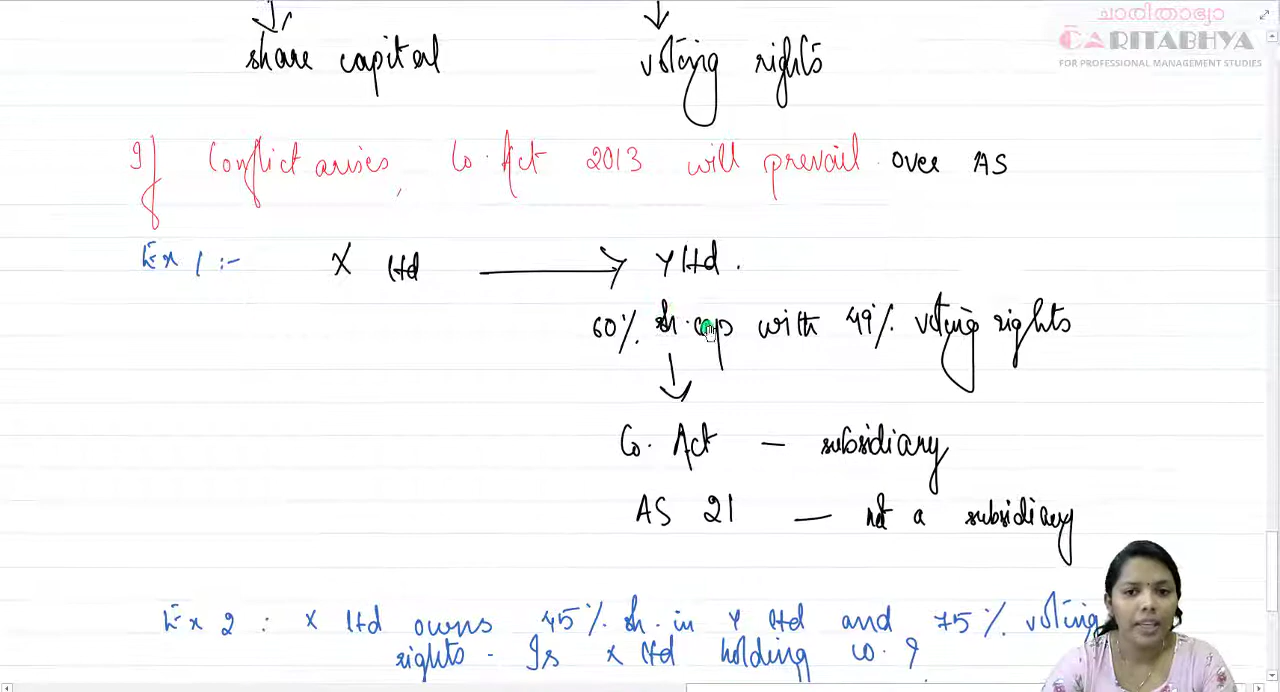 ചാരിതാഭ്യാ
CARITABHYA
FOR PROFESSIONAL MANAGEMENT STUDIES
share capital voting rights
If Conflict arises, Co. Act 2013 will prevail over AS
Ex 1 :- X Ltd Y Ltd.
60% sh. cap with 49% voting rights
Co. Act - subsidiary
AS 21 - not a subsidiary
Ex 2 : X Ltd owns 45% sh. in Y Ltd and 75% voting
rights - Is X Ltd holding co. ?